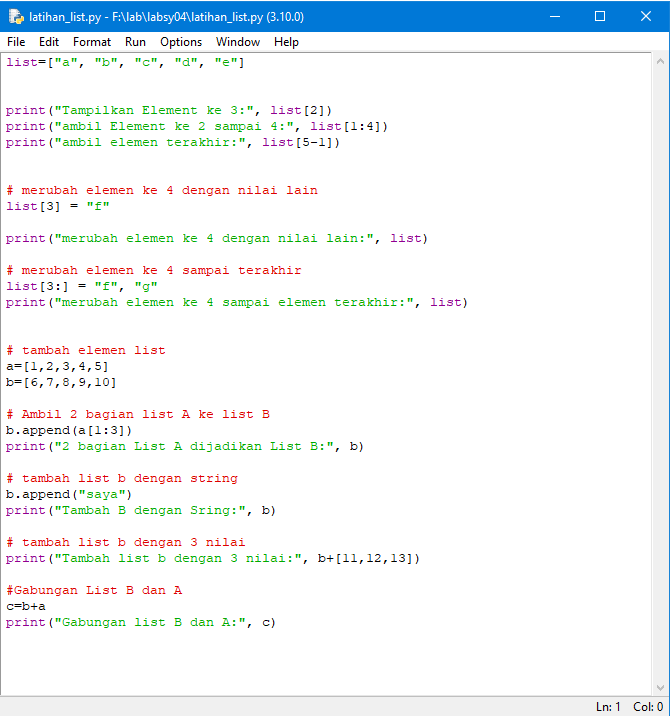 latihan_list.py - F:\lab\labsy04\latihan_list.py (3.10.0)
File Edit Format Run Options Window Help
list=["a", "b", "c", "d", "e"]
print("Tampilkan Element ke 3:", list[2])
print("ambil Element ke 2 sampai 4:", list[1:4])
print("ambil elemen terakhir:", list[5-1])
# merubah elemen ke 4 dengan nilai lain
list[3] = "f"
print("merubah elemen ke 4 dengan nilai lain:", list)
# merubah elemen ke 4 sampai terakhir
list[3:] = "f", "g"
print("merubah elemen ke 4 sampai elemen terakhir:", list)
# tambah elemen list
a=[1,2,3,4,5]
b=[6,7,8,9,10]
# Ambil 2 bagian list A ke list B
b.append(a[1:3])
print("2 bagian List A dijadikan List B:", b)
# tambah list b dengan string
b.append("saya")
print("Tambah B dengan Sring:", b)
# tambah list b dengan 3 nilai
print("Tambah list b dengan 3 nilai:", b+[11,12,13])
#Gabungan List B dan A
c=b+a
print("Gabungan list B dan A:", c)
Ln: 1 Col: 0